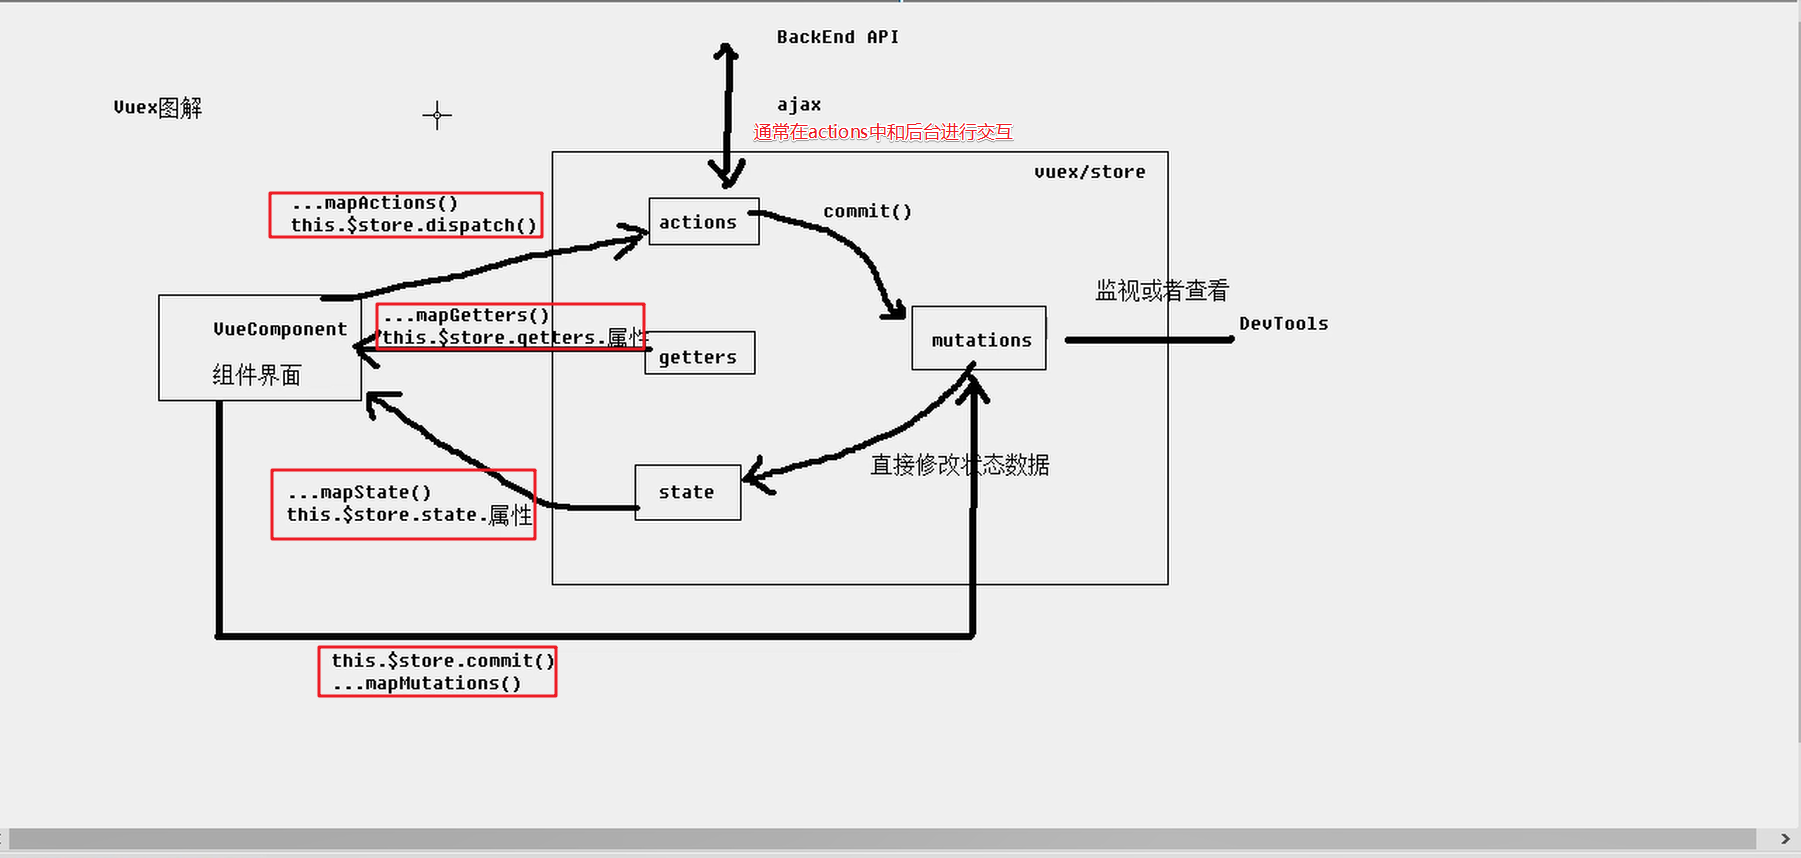 BackEnd API
Vuex图解
ajax
通常在actions中和后台进行交互
vuex/store
...mapActions()
this.$store.dispatch()
actions
commit()
监视或者查看
DevTools
...mapGetters()
this.$store.getters.属性
VueComponent
组件界面
getters
mutations
直接修改状态数据
...mapState()
this.$store.state.属性
state
this.$store.commit()
...mapMutations()